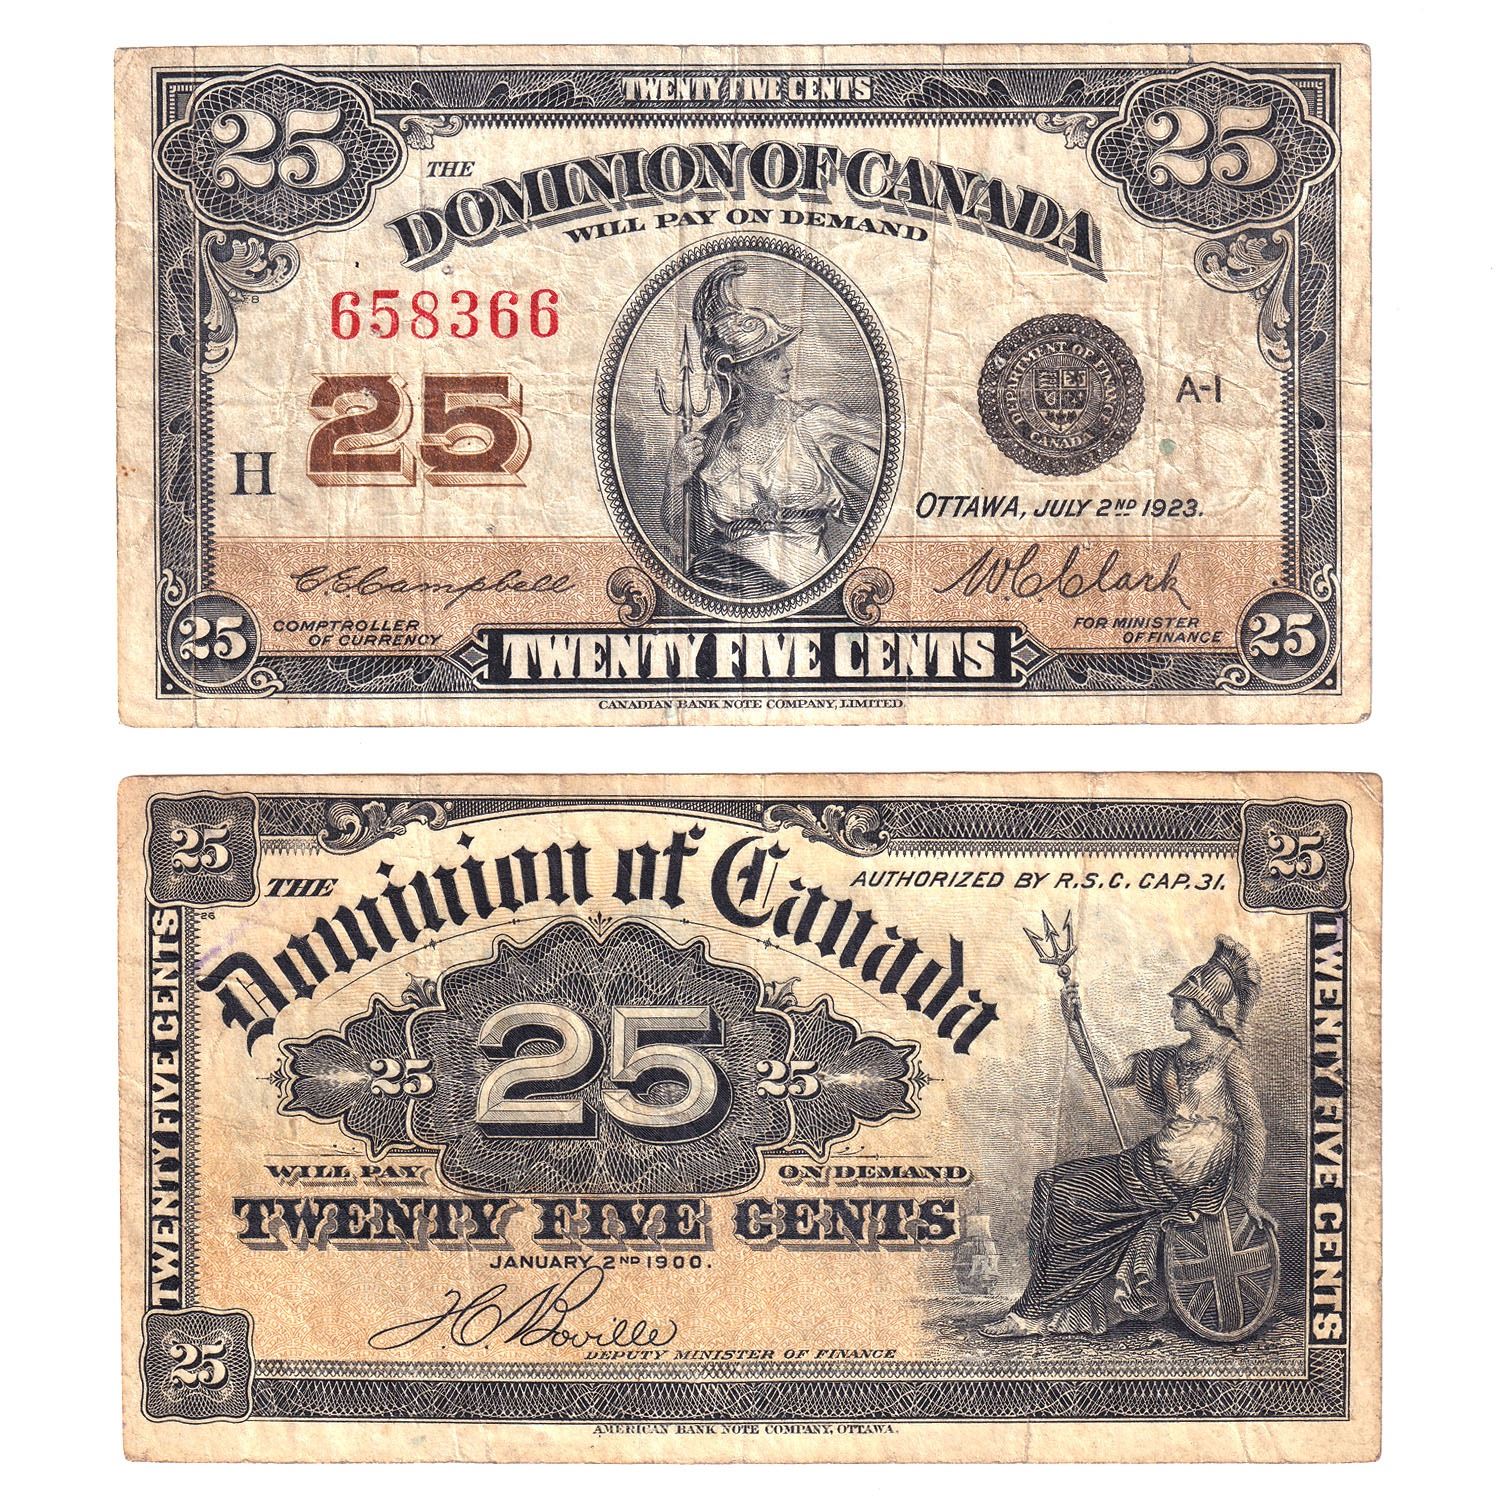 TWENTY FIVE CENTS
25 25
THE
DOMINION OF CANADA
WILL PAY ON DEMAND
658366
25
H
DEPARTMENT OF FINANCE
CANADA
A-1
OTTAWA, JULY 2ND 1923.
C.E. Campbell
COMPTROLLER
OF CURRENCY
W.C. Clark
FOR MINISTER
OF FINANCE
25 25
TWENTY FIVE CENTS
CANADIAN BANK NOTE COMPANY, LIMITED.
25 25
THE
Dominion of Canada
AUTHORIZED BY R.S.C. CAP. 31.
26
TWENTY FIVE CENTS
TWENTY FIVE CENTS
25 25 25
WILL PAY ON DEMAND
TWENTY FIVE CENTS
JANUARY 2ND 1900.
J.C. Boville
DEPUTY MINISTER OF FINANCE
25
AMERICAN BANK NOTE COMPANY, OTTAWA.